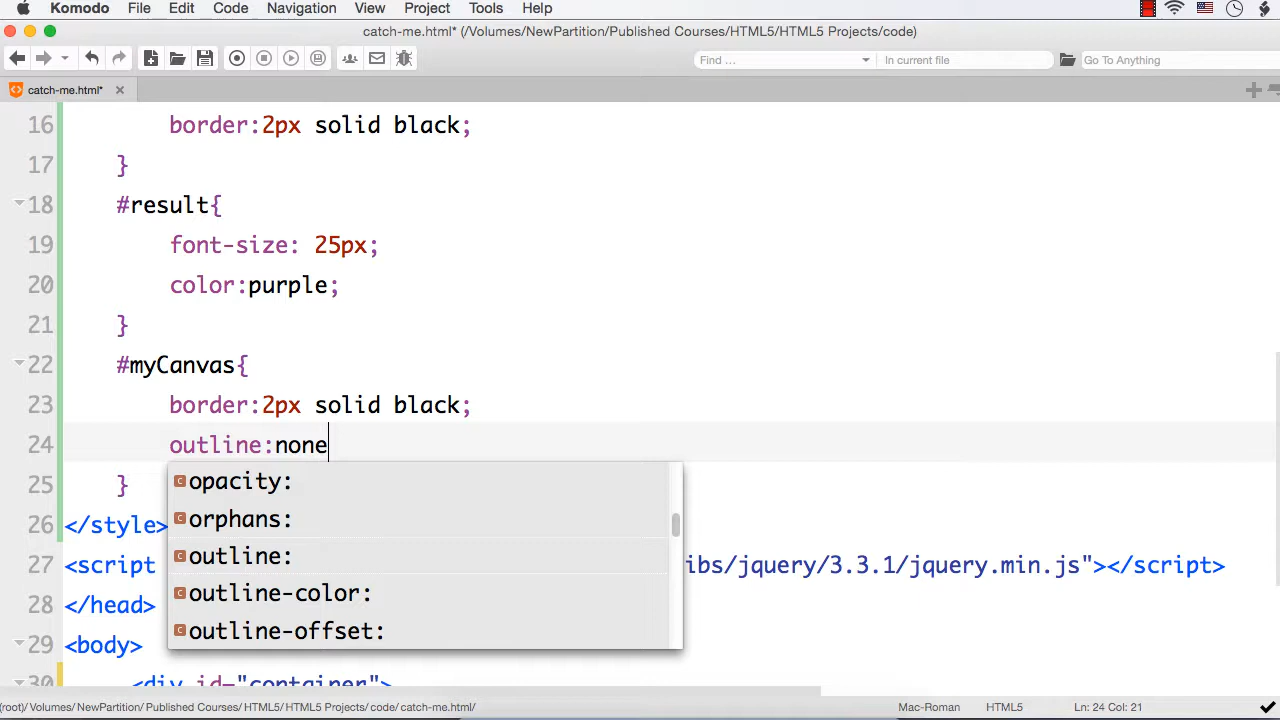 Komodo File Edit Code Navigation View Project Tools Help
catch-me.html* (/Volumes/NewPartition/Published Courses/HTML5/HTML5 Projects/code)
Find ... In current file Go To Anything
catch-me.html*
16 border:2px solid black;
17 }
18 #result{
19 font-size: 25px;
20 color:purple;
21 }
22 #myCanvas{
23 border:2px solid black;
24 outline:none
opacity:
25 }
orphans:
26 </style>
outline:
27 <script ibs/jquery/3.3.1/jquery.min.js"></script>
outline-color:
28 </head>
outline-offset:
29 <body>
30 <div id="container">
(root)/Volumes/ NewPartition/ Published Courses/ HTML5/ HTML5 Projects/ code/ catch-me.html/ Mac-Roman HTML5 Ln: 24 Col: 21